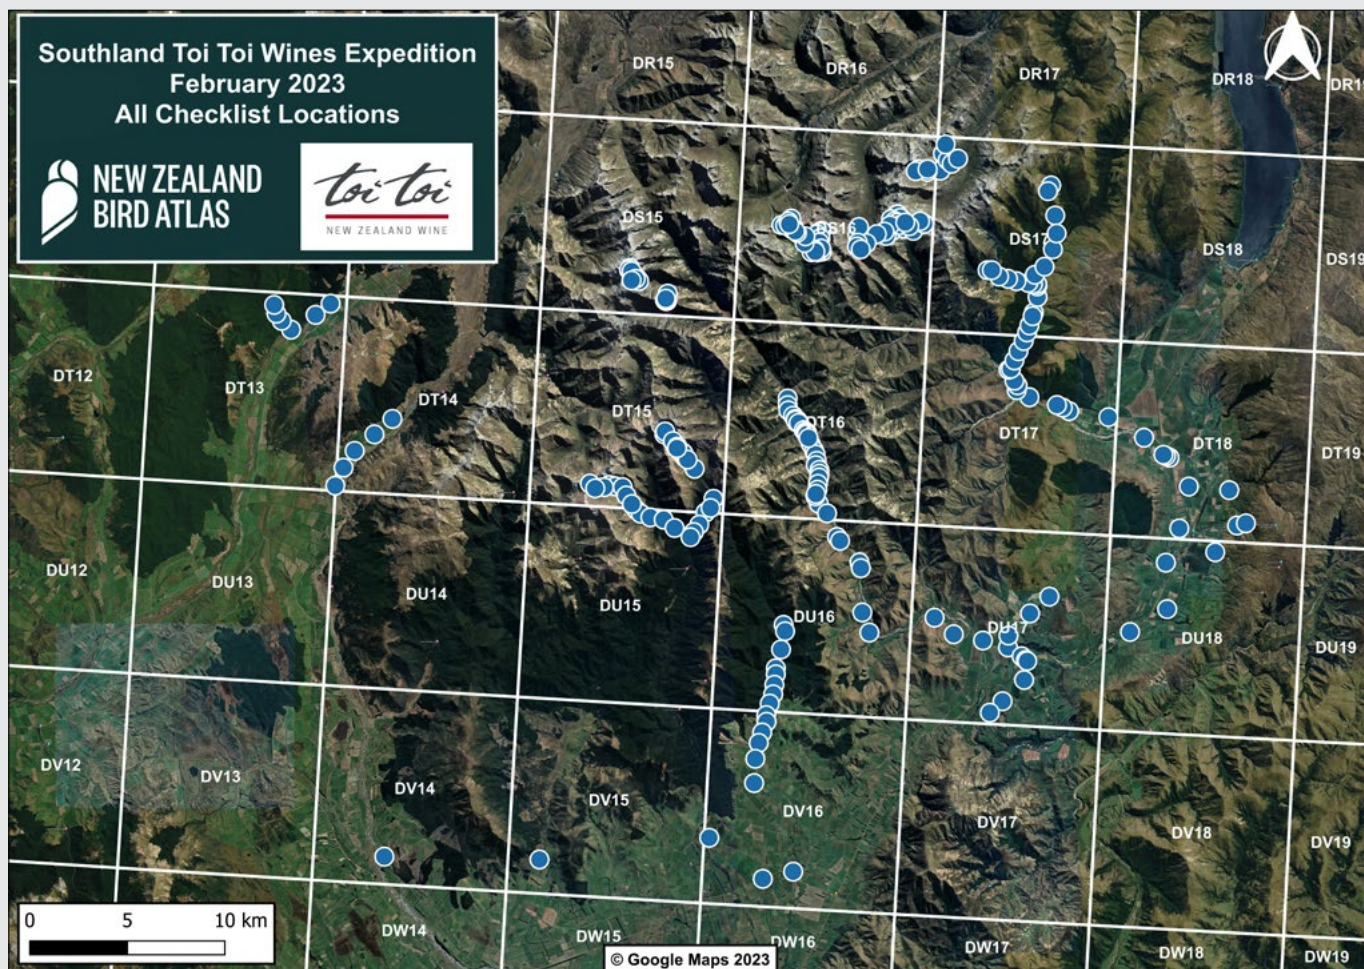 Southland Toi Toi Wines Expedition
February 2023
All Checklist Locations
NEW ZEALAND
BIRD ATLAS
toi toi
NEW ZEALAND WINE
DR15
DR16
DR17
DR18
DS15
DS16
DS17
DS18
DS19
DT12
DT13
DT14
DT15
DT16
DT17
DT18
DT19
DU12
DU13
DU14
DU15
DU16
DU17
DU18
DU19
DV12
DV13
DV14
DV15
DV16
DV17
DV18
DV19
DW14
DW15
DW16
DW17
DW18
DW19
0 5 10 km
© Google Maps 2023